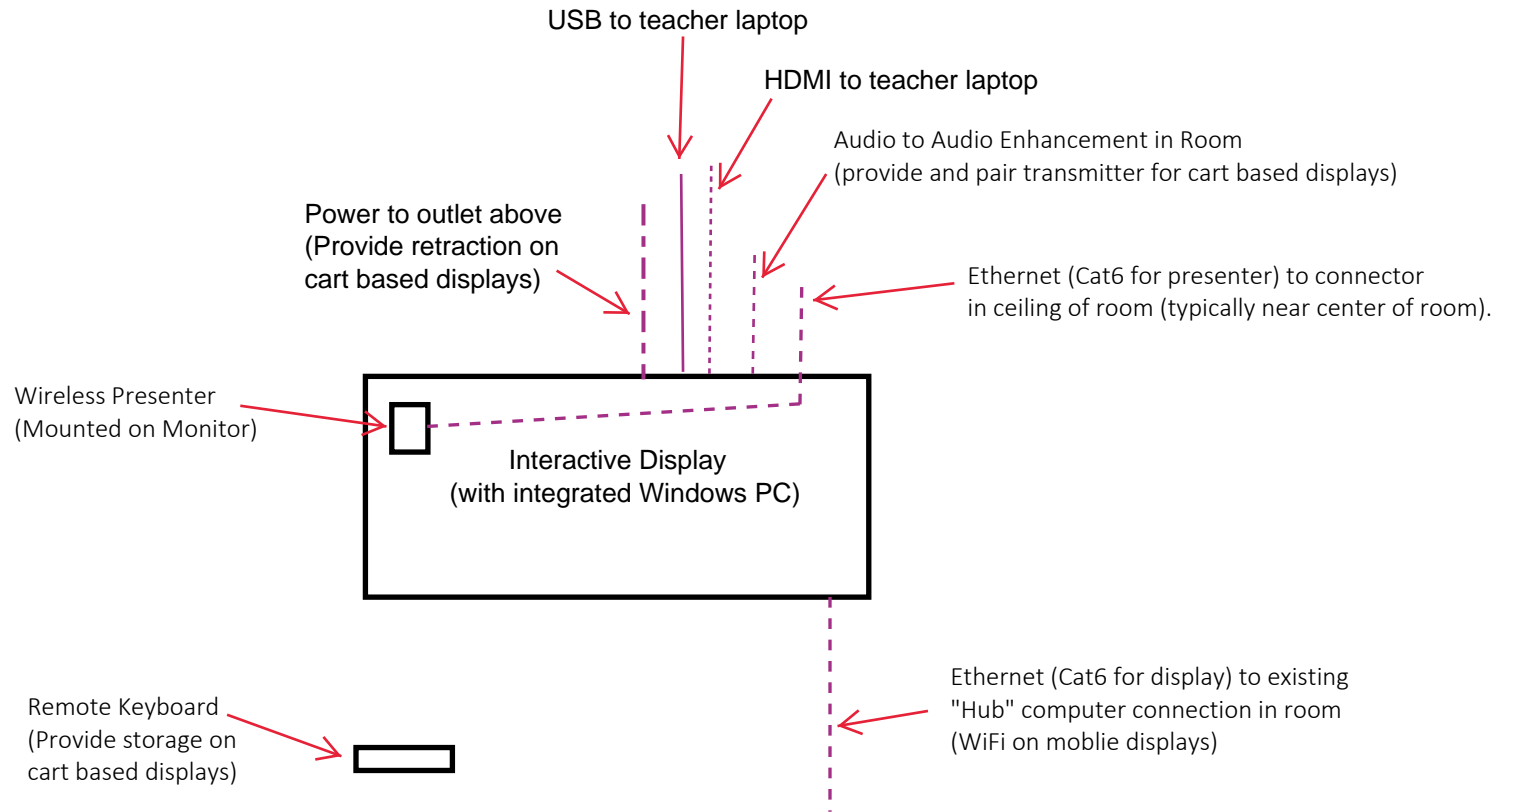 USB to teacher laptop
HDMI to teacher laptop
Audio to Audio Enhancement in Room
(provide and pair transmitter for cart based displays)
Power to outlet above
(Provide retraction on
cart based displays)
Ethernet (Cat6 for presenter) to connector
in ceiling of room (typically near center of room).
Wireless Presenter
(Mounted on Monitor)
Interactive Display
(with integrated Windows PC)
Ethernet (Cat6 for display) to existing
"Hub" computer connection in room
(WiFi on moblie displays)
Remote Keyboard
(Provide storage on
cart based displays)